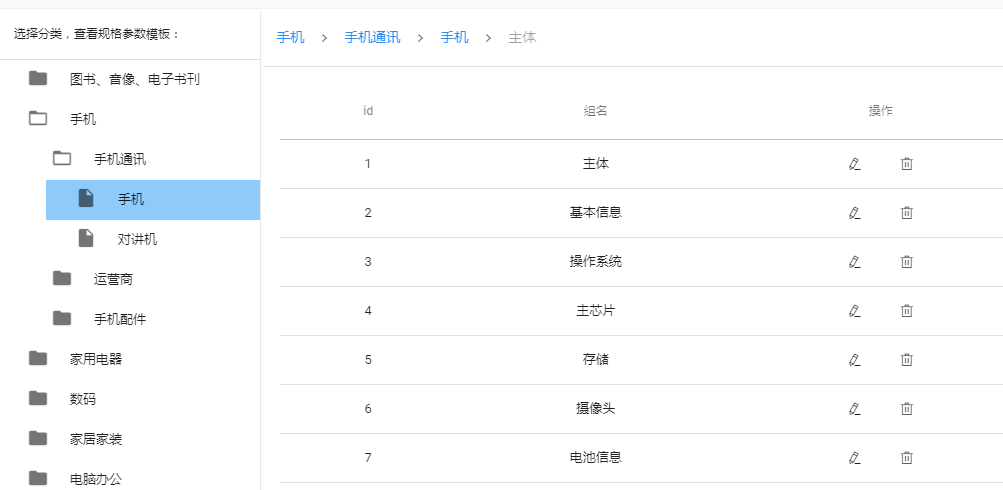 选择分类，查看规格参数模板：
图书、音像、电子书刊
手机
手机通讯
手机
对讲机
运营商
手机配件
家用电器
数码
家居家装
电脑办公
手机 > 手机通讯 > 手机 > 主体
id 组名 操作
1 主体
2 基本信息
3 操作系统
4 主芯片
5 存储
6 摄像头
7 电池信息